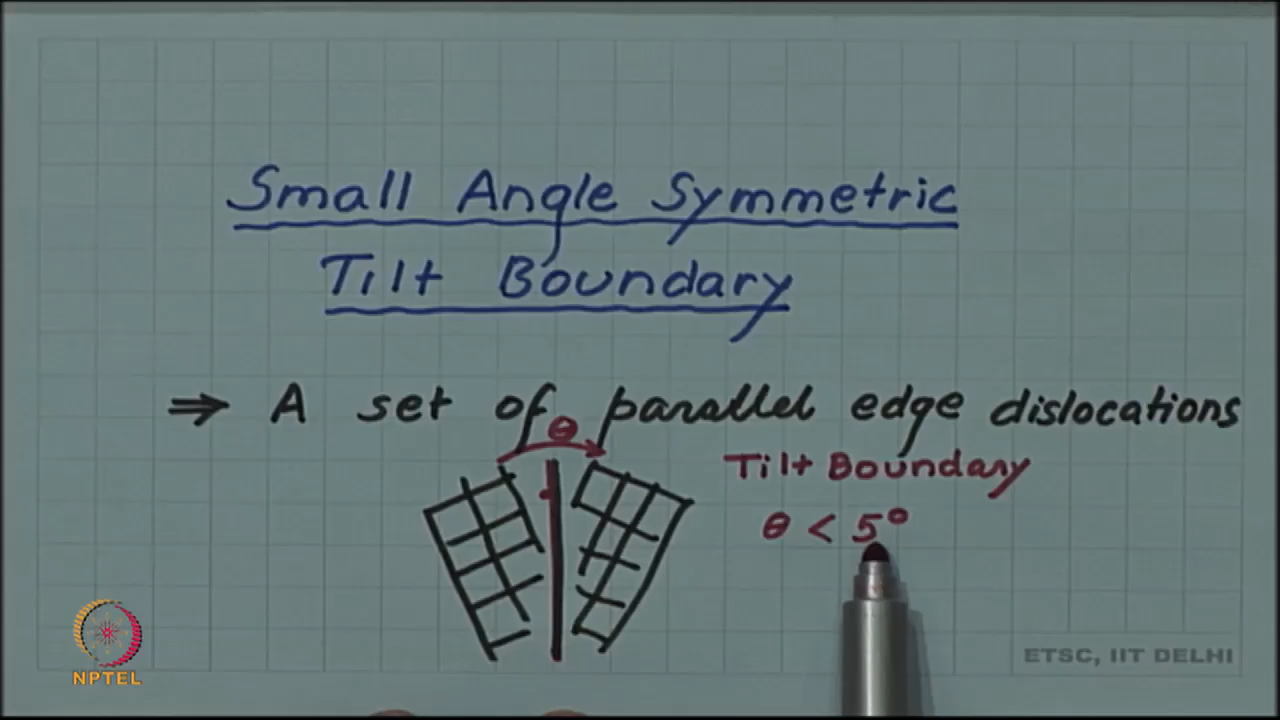 Small Angle Symmetric
Tilt Boundary
⇒ A set of parallel edge dislocations
θ
Tilt Boundary
θ < 5°
NPTEL
ETSC, IIT DELHI